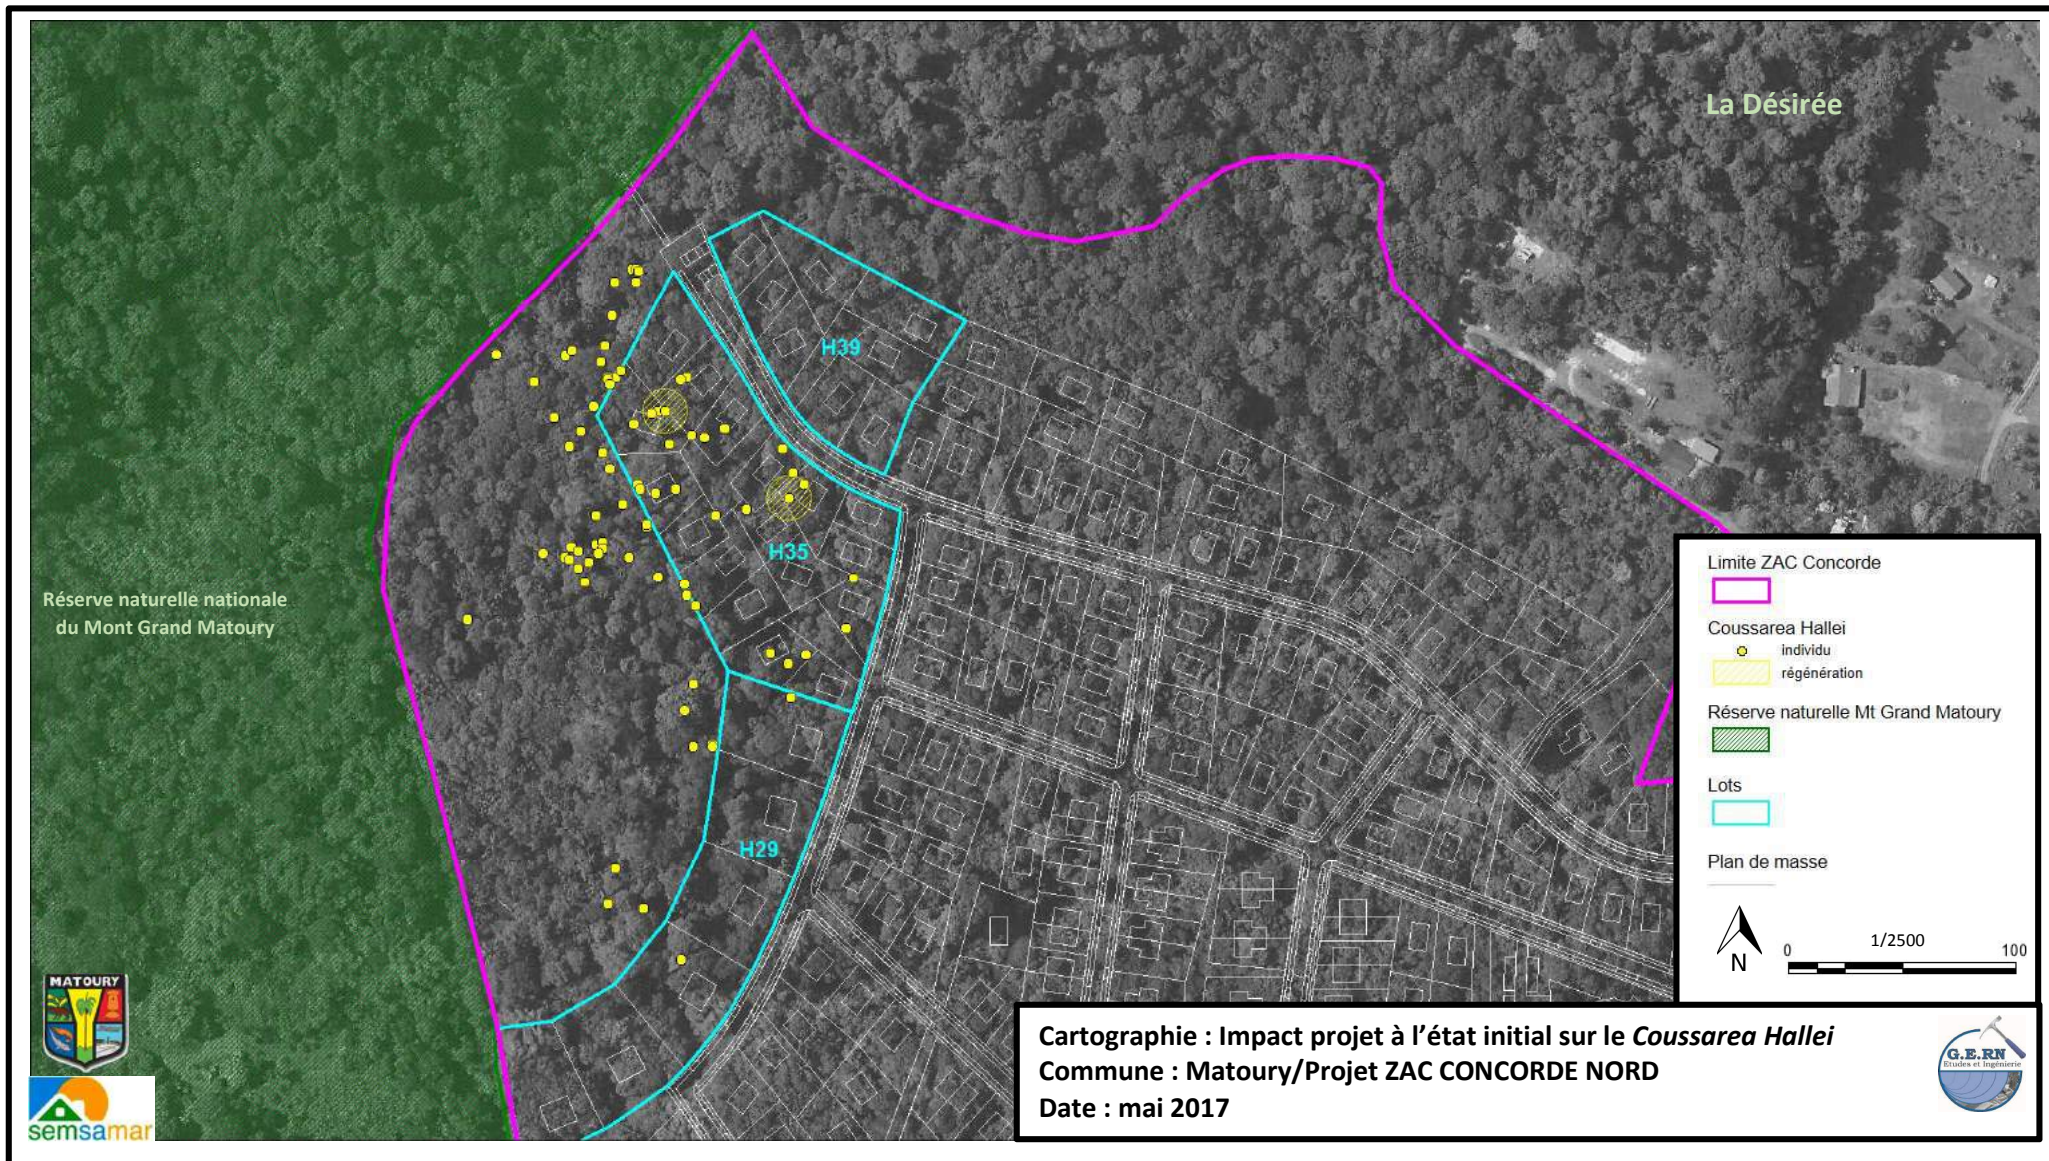 La Désirée
H39
H35
Réserve naturelle nationale
du Mont Grand Matoury
H29
Limite ZAC Concorde
Coussarea Hallei
individu
régénération
Réserve naturelle Mt Grand Matoury
Lots
Plan de masse
N
0
1/2500
100
MATOURY
semsamar
Cartographie : Impact projet à l'état initial sur le Coussarea Hallei
Commune : Matoury/Projet ZAC CONCORDE NORD
Date : mai 2017
G.E.RN
Etudes et Ingénierie